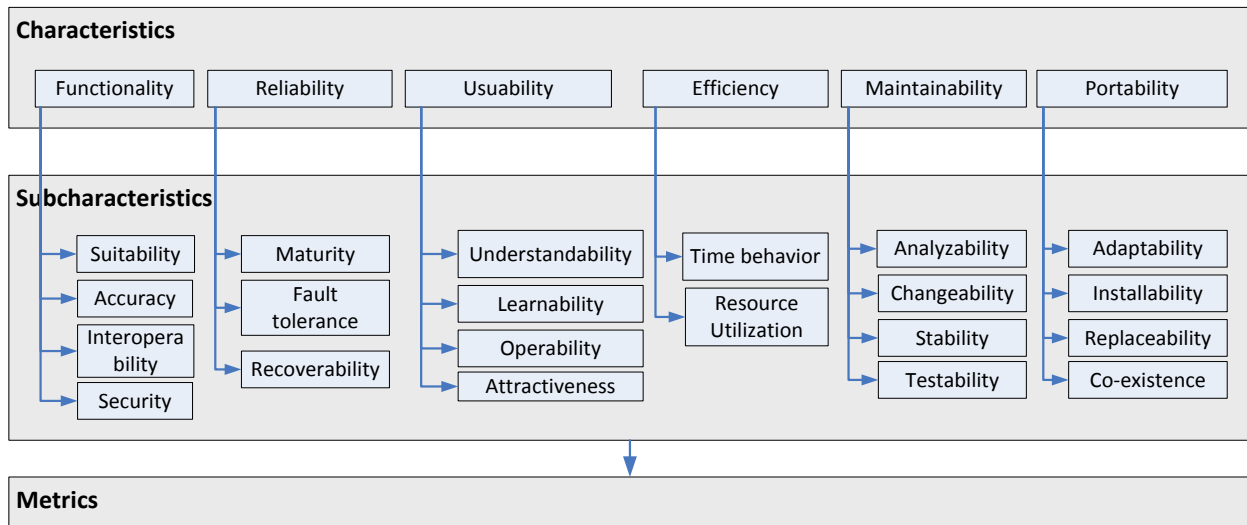 Characteristics
Functionality
Reliability
Usuability
Efficiency
Maintainability
Portability
Subcharacteristics
Suitability
Accuracy
Interopera
bility
Security
Maturity
Fault
tolerance
Recoverability
Understandability
Learnability
Operability
Attractiveness
Time behavior
Resource
Utilization
Analyzability
Changeability
Stability
Testability
Adaptability
Installability
Replaceability
Co-existence
Metrics